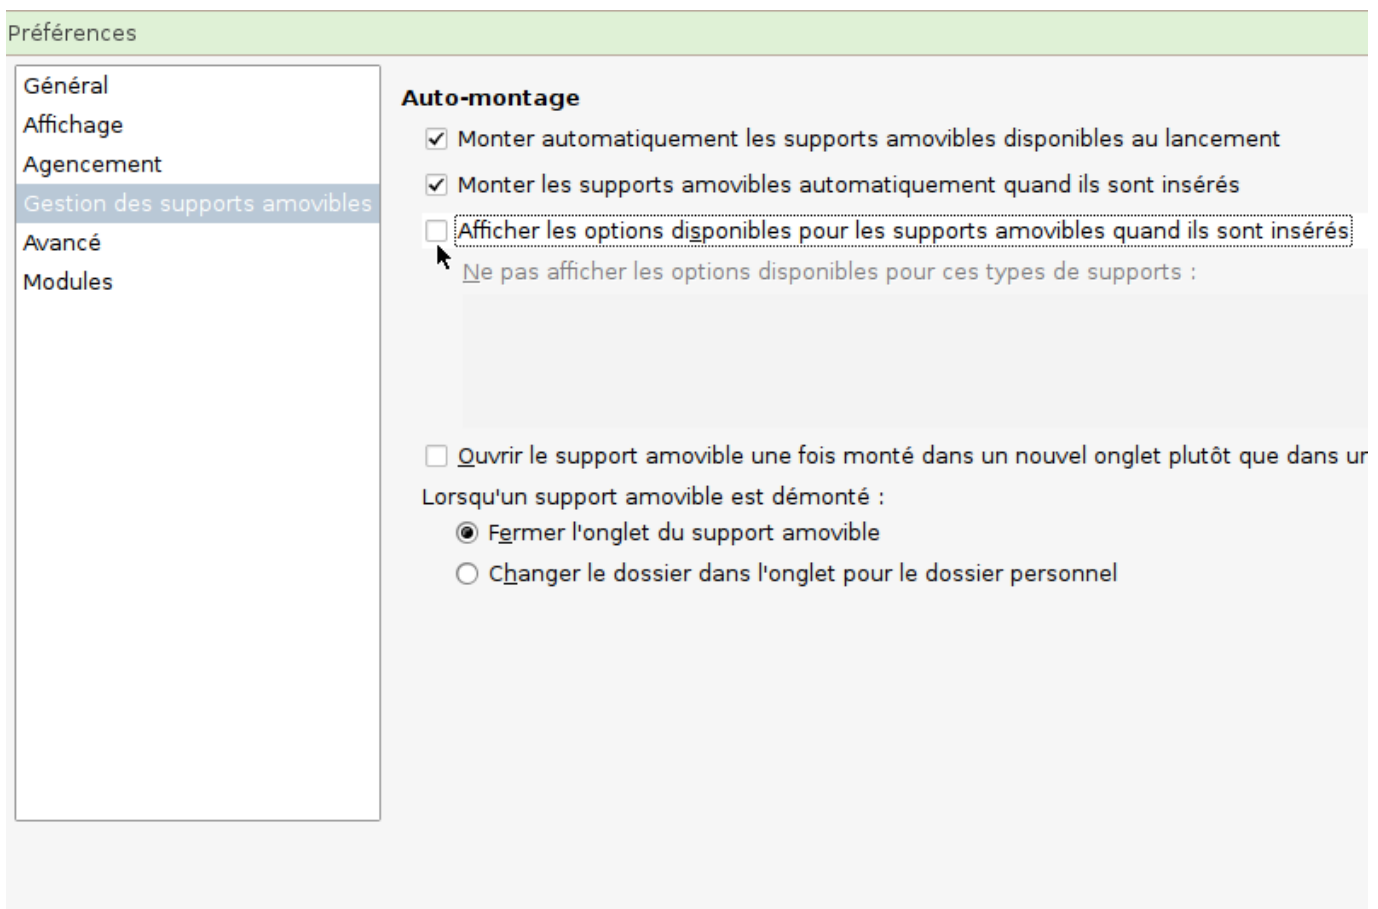 Préférences
Général
Affichage
Agencement
Gestion des supports amovibles
Avancé
Modules
Auto-montage
Monter automatiquement les supports amovibles disponibles au lancement
Monter les supports amovibles automatiquement quand ils sont insérés
Afficher les options disponibles pour les supports amovibles quand ils sont insérés
Ne pas afficher les options disponibles pour ces types de supports :
Ouvrir le support amovible une fois monté dans un nouvel onglet plutôt que dans
Lorsqu'un support amovible est démonté :
Fermer l'onglet du support amovible
Changer le dossier dans l'onglet pour le dossier personnel